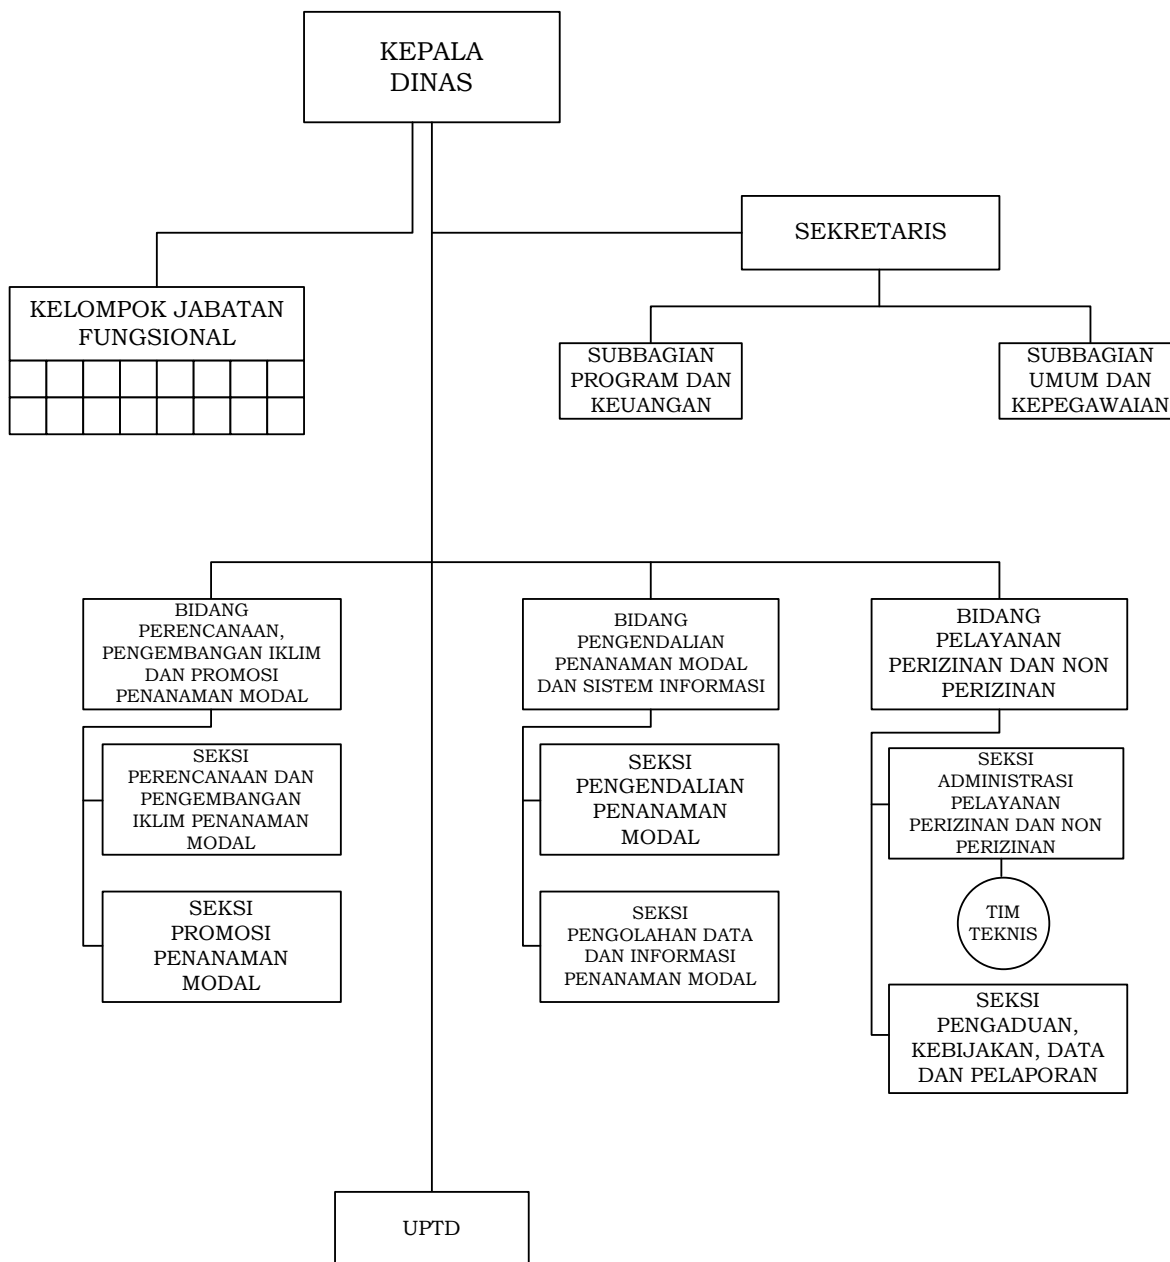 KEPALA
DINAS
SEKRETARIS
KELOMPOK JABATAN
FUNGSIONAL
SUBBAGIAN
PROGRAM DAN
KEUANGAN
SUBBAGIAN
UMUM DAN
KEPEGAWAIAN
BIDANG
PERENCANAAN,
PENGEMBANGAN IKLIM
DAN PROMOSI
PENANAMAN MODAL
BIDANG
PENGENDALIAN
PENANAMAN MODAL
DAN SISTEM INFORMASI
BIDANG
PELAYANAN
PERIZINAN DAN NON
PERIZINAN
SEKSI
PERENCANAAN DAN
PENGEMBANGAN
IKLIM PENANAMAN
MODAL
SEKSI
PENGENDALIAN
PENANAMAN
MODAL
SEKSI
ADMINISTRASI
PELAYANAN
PERIZINAN DAN NON
PERIZINAN
SEKSI
PROMOSI
PENANAMAN
MODAL
SEKSI
PENGOLAHAN DATA
DAN INFORMASI
PENANAMAN MODAL
TIM
TEKNIS
SEKSI
PENGADUAN,
KEBIJAKAN, DATA
DAN PELAPORAN
UPTD